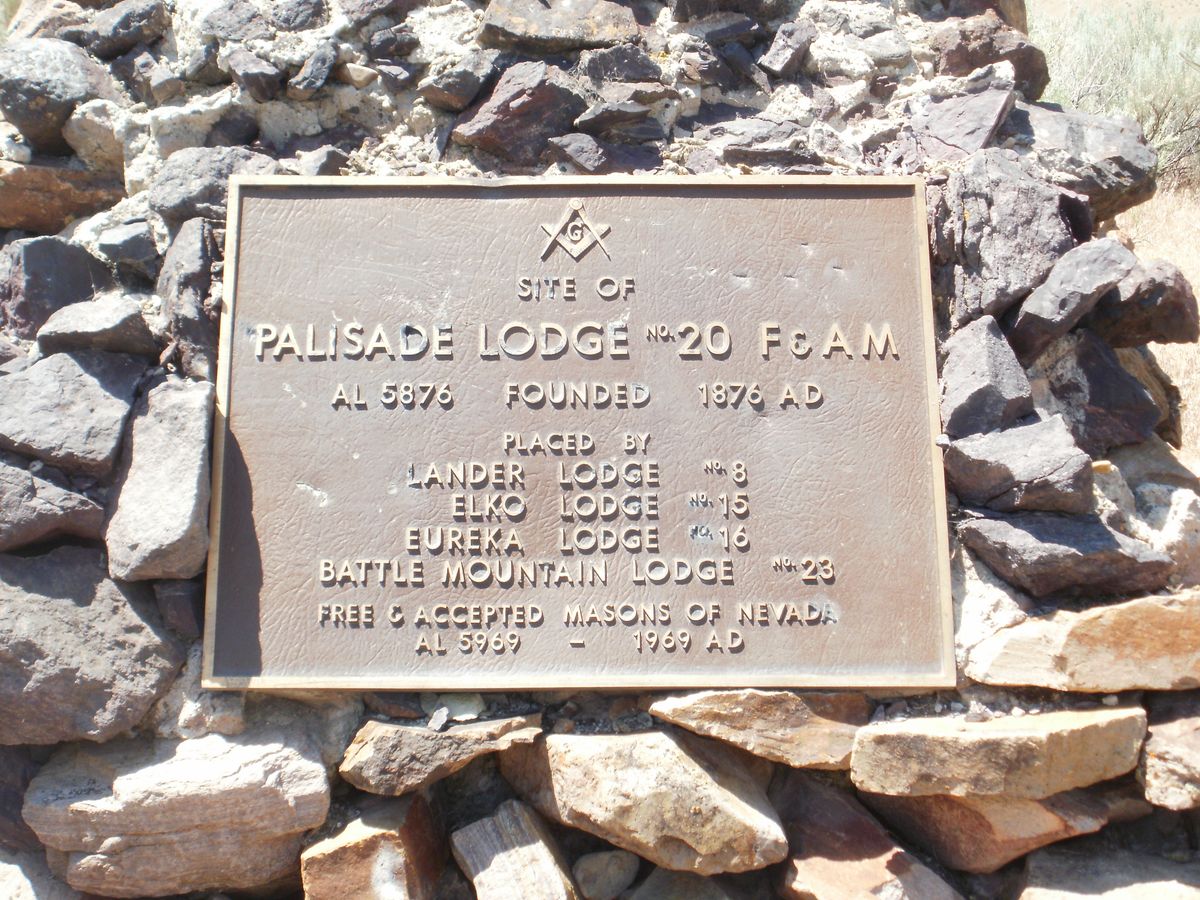 G
SITE OF
PALISADE LODGE NO. 20 F & AM
AL 5876 FOUNDED 1876 AD
PLACED BY
LANDER LODGE NO. 8
ELKO LODGE NO. 15
EUREKA LODGE NO. 16
BATTLE MOUNTAIN LODGE NO. 23
FREE & ACCEPTED MASONS OF NEVADA
AL 5969 – 1969 AD